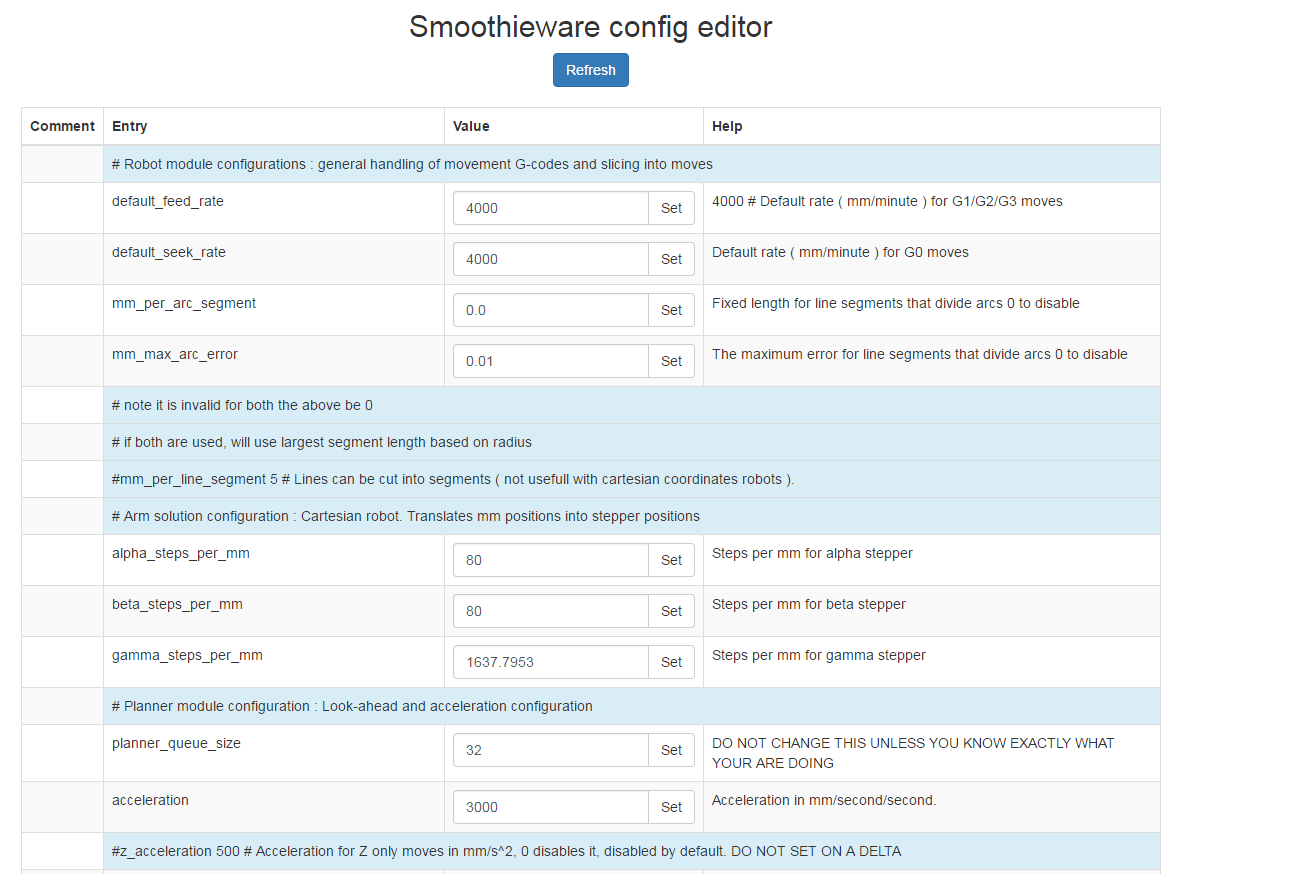 Smoothieware config editor
Refresh
Comment Entry Value Help
# Robot module configurations : general handling of movement G-codes and slicing into moves
default_feed_rate 4000 Set 4000 # Default rate ( mm/minute ) for G1/G2/G3 moves
default_seek_rate 4000 Set Default rate ( mm/minute ) for G0 moves
mm_per_arc_segment 0.0 Set Fixed length for line segments that divide arcs 0 to disable
mm_max_arc_error 0.01 Set The maximum error for line segments that divide arcs 0 to disable
# note it is invalid for both the above be 0
# if both are used, will use largest segment length based on radius
#mm_per_line_segment 5 # Lines can be cut into segments ( not usefull with cartesian coordinates robots ).
# Arm solution configuration : Cartesian robot. Translates mm positions into stepper positions
alpha_steps_per_mm 80 Set Steps per mm for alpha stepper
beta_steps_per_mm 80 Set Steps per mm for beta stepper
gamma_steps_per_mm 1637.7953 Set Steps per mm for gamma stepper
# Planner module configuration : Look-ahead and acceleration configuration
planner_queue_size 32 Set DO NOT CHANGE THIS UNLESS YOU KNOW EXACTLY WHAT
YOUR ARE DOING
acceleration 3000 Set Acceleration in mm/second/second.
#z_acceleration 500 # Acceleration for Z only moves in mm/s^2, 0 disables it, disabled by default. DO NOT SET ON A DELTA